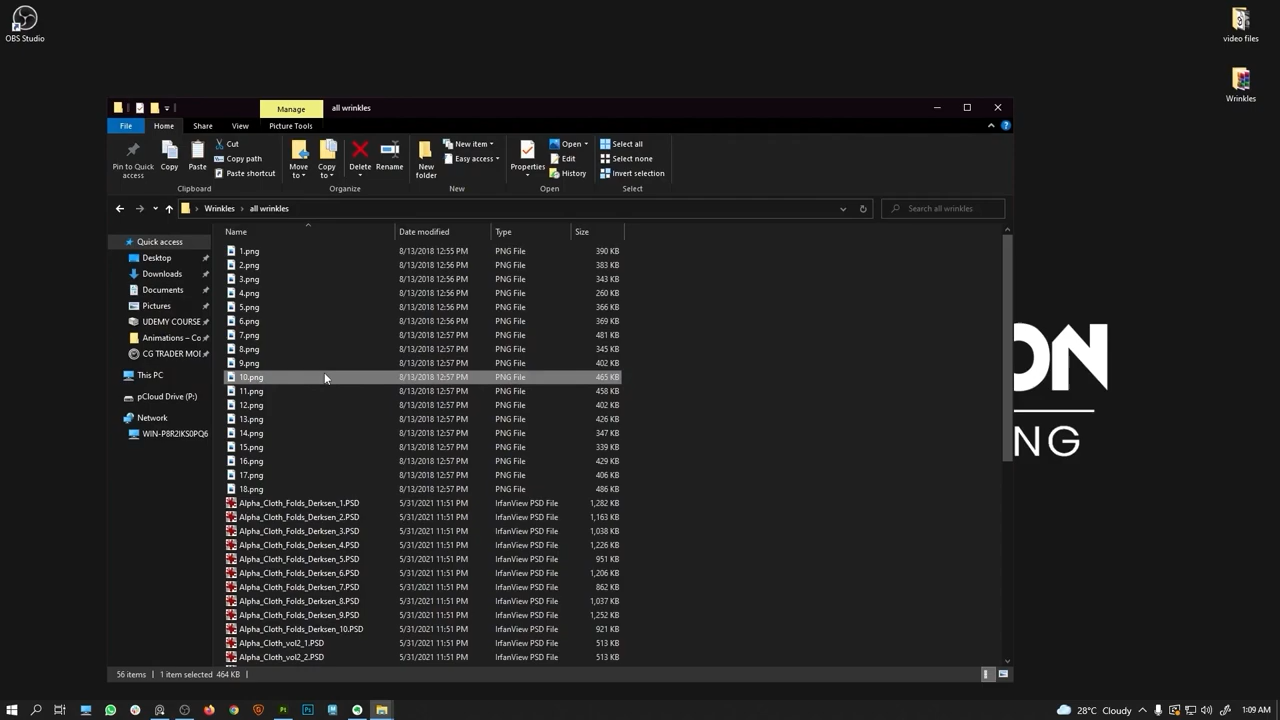 OBS Studio
video files
Wrinkles
Manage
all wrinkles
File
Home
Share
View
Picture Tools
Pin to Quick access
Copy
Paste
Cut
Copy path
Paste shortcut
Clipboard
Move to
Copy to
Delete
Rename
Organize
New folder
New item
Easy access
New
Properties
Open
Edit
History
Open
Select all
Select none
Invert selection
Select
Wrinkles > all wrinkles
Search all wrinkles
Name Date modified Type Size
Quick access
Desktop
Downloads
Documents
Pictures
UDEMY COURSE
Animations – Co
CG TRADER MOI
This PC
pCloud Drive (P:)
Network
WIN-P8R2IKS0PQ6
1.png 8/13/2018 12:55 PM PNG File 390 KB
2.png 8/13/2018 12:56 PM PNG File 383 KB
3.png 8/13/2018 12:56 PM PNG File 343 KB
4.png 8/13/2018 12:56 PM PNG File 260 KB
5.png 8/13/2018 12:56 PM PNG File 366 KB
6.png 8/13/2018 12:56 PM PNG File 369 KB
7.png 8/13/2018 12:57 PM PNG File 481 KB
8.png 8/13/2018 12:57 PM PNG File 345 KB
9.png 8/13/2018 12:57 PM PNG File 402 KB
10.png 8/13/2018 12:57 PM PNG File 465 KB
11.png 8/13/2018 12:57 PM PNG File 458 KB
12.png 8/13/2018 12:57 PM PNG File 402 KB
13.png 8/13/2018 12:57 PM PNG File 426 KB
14.png 8/13/2018 12:57 PM PNG File 347 KB
15.png 8/13/2018 12:57 PM PNG File 339 KB
16.png 8/13/2018 12:57 PM PNG File 429 KB
17.png 8/13/2018 12:57 PM PNG File 406 KB
18.png 8/13/2018 12:57 PM PNG File 486 KB
Alpha_Cloth_Folds_Derksen_1.PSD 5/31/2021 11:51 PM IrfanView PSD File 1,282 KB
Alpha_Cloth_Folds_Derksen_2.PSD 5/31/2021 11:51 PM IrfanView PSD File 1,163 KB
Alpha_Cloth_Folds_Derksen_3.PSD 5/31/2021 11:51 PM IrfanView PSD File 1,038 KB
Alpha_Cloth_Folds_Derksen_4.PSD 5/31/2021 11:51 PM IrfanView PSD File 1,226 KB
Alpha_Cloth_Folds_Derksen_5.PSD 5/31/2021 11:51 PM IrfanView PSD File 951 KB
Alpha_Cloth_Folds_Derksen_6.PSD 5/31/2021 11:51 PM IrfanView PSD File 1,206 KB
Alpha_Cloth_Folds_Derksen_7.PSD 5/31/2021 11:51 PM IrfanView PSD File 862 KB
Alpha_Cloth_Folds_Derksen_8.PSD 5/31/2021 11:51 PM IrfanView PSD File 1,037 KB
Alpha_Cloth_Folds_Derksen_9.PSD 5/31/2021 11:51 PM IrfanView PSD File 1,252 KB
Alpha_Cloth_Folds_Derksen_10.PSD 5/31/2021 11:51 PM IrfanView PSD File 921 KB
Alpha_Cloth_vol2_1.PSD 5/31/2021 11:51 PM IrfanView PSD File 513 KB
Alpha_Cloth_vol2_2.PSD 5/31/2021 11:51 PM IrfanView PSD File 513 KB
56 items 1 item selected 464 KB
ON
NG
28°C Cloudy
1:09 AM